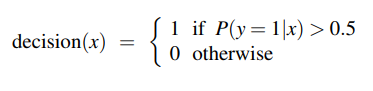 decision(x) = { 1 if P(y = 1|x) > 0.5
0 otherwise